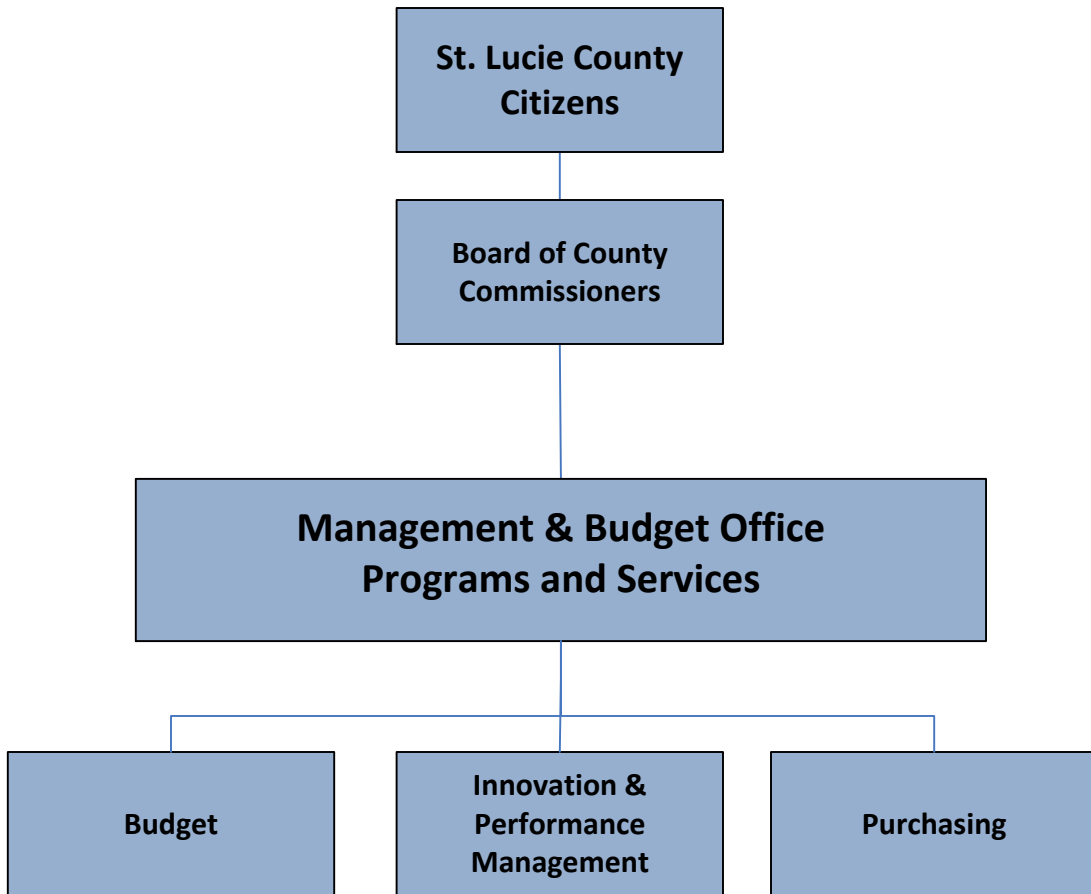 St. Lucie County
Citizens
Board of County
Commissioners
Management & Budget Office
Programs and Services
Budget
Innovation &
Performance
Management
Purchasing